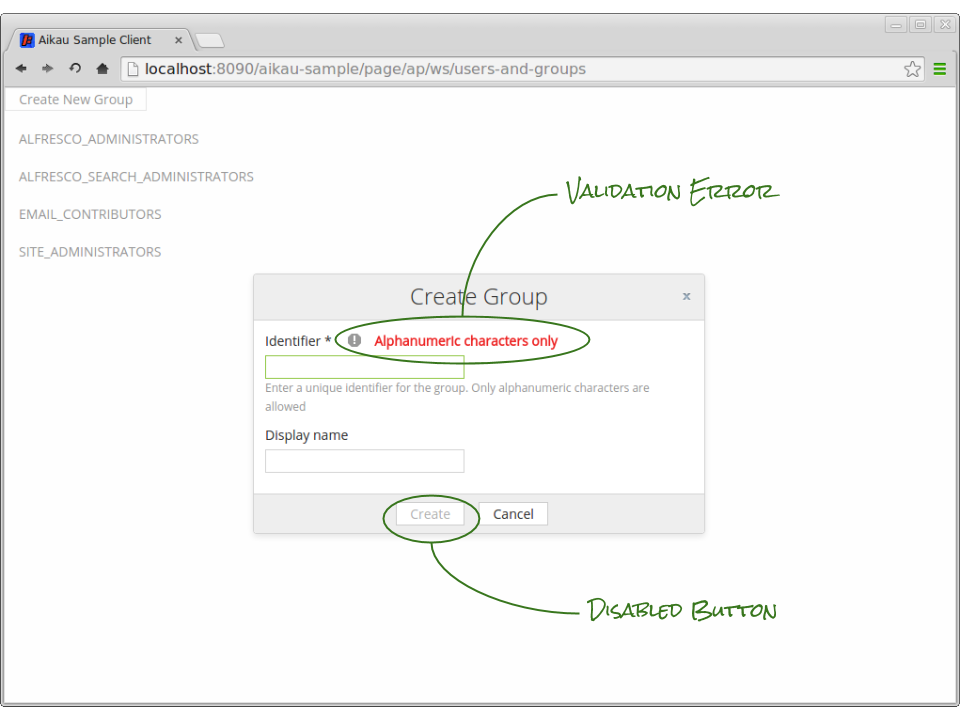 Aikau Sample Client
localhost:8090/aikau-sample/page/ap/ws/users-and-groups
Create New Group
ALFRESCO_ADMINISTRATORS
ALFRESCO_SEARCH_ADMINISTRATORS
Validation Error
EMAIL_CONTRIBUTORS
SITE_ADMINISTRATORS
Create Group
Identifier * Alphanumeric characters only
Enter a unique identifier for the group. Only alphanumeric characters are
allowed
Display name
Create Cancel
Disabled Button